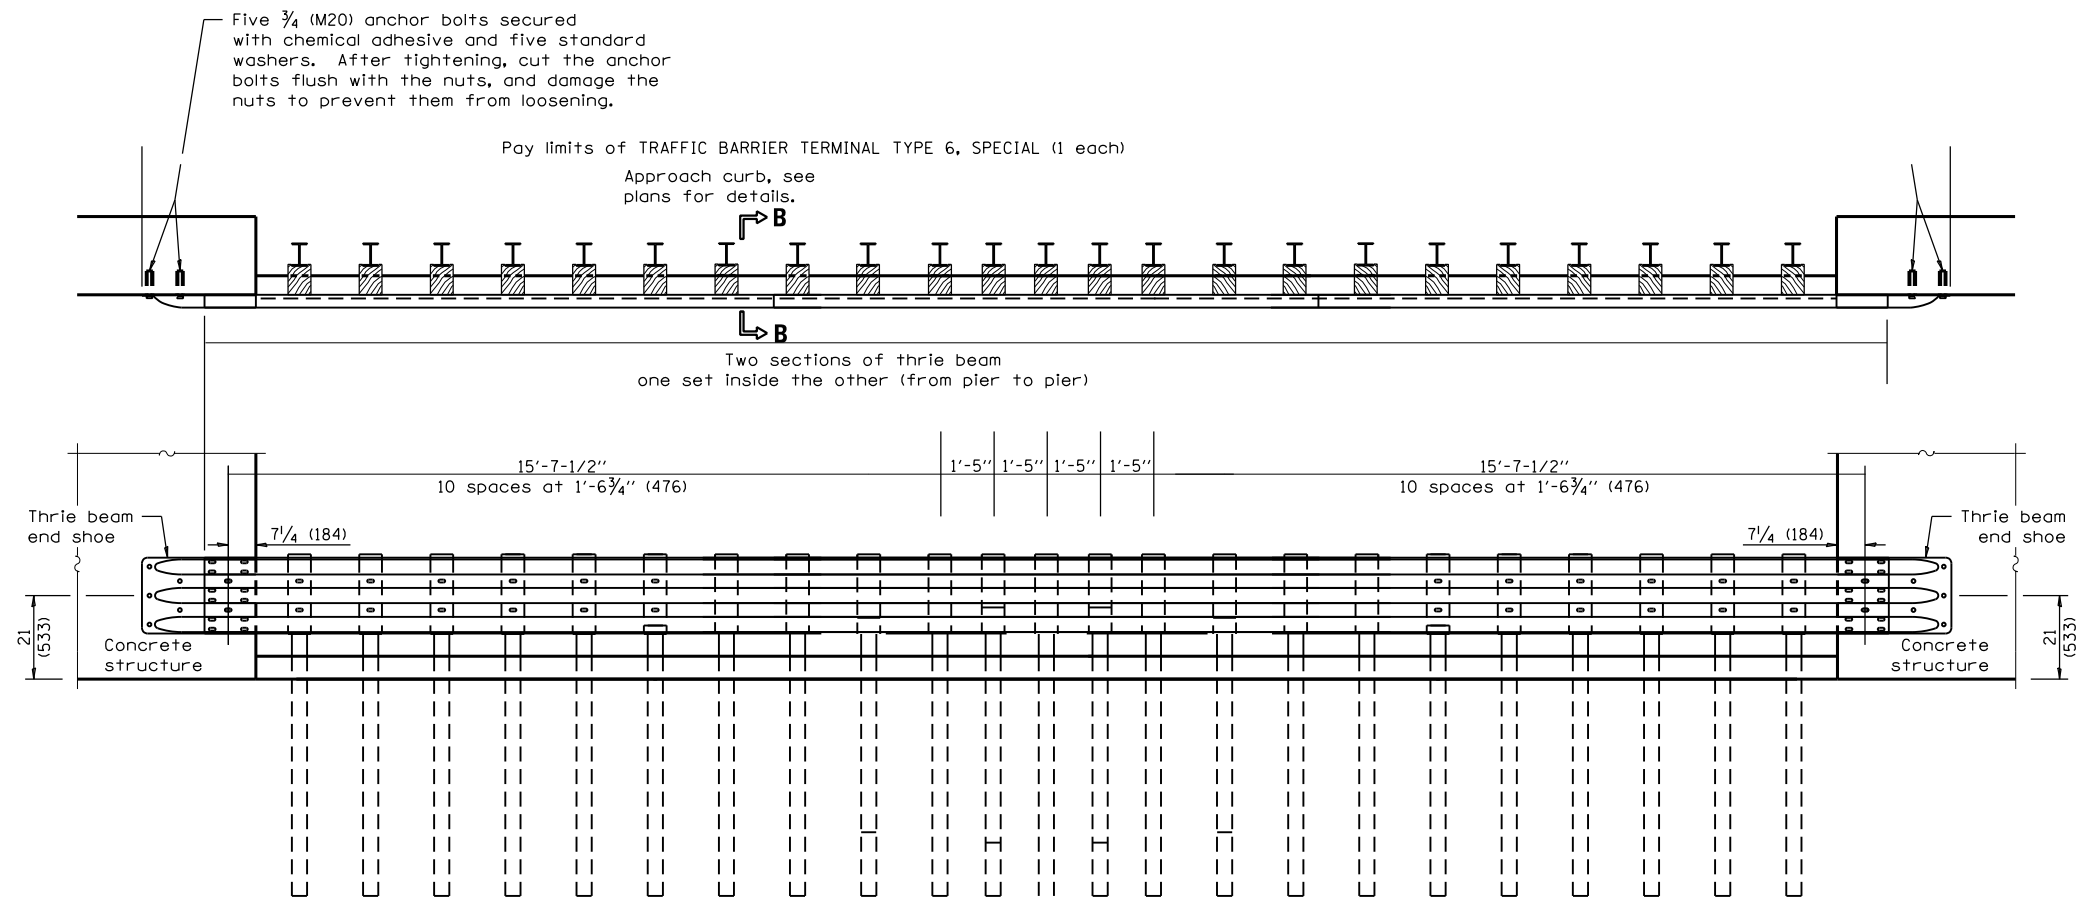 Five 3/4 (M20) anchor bolts secured
with chemical adhesive and five standard
washers. After tightening, cut the anchor
bolts flush with the nuts, and damage the
nuts to prevent them from loosening.
Pay limits of TRAFFIC BARRIER TERMINAL TYPE 6, SPECIAL (1 each)
Approach curb, see
plans for details.
B
B
Two sections of thrie beam
one set inside the other (from pier to pier)
15'-7-1/2"
10 spaces at 1'-6 3/4" (476)
1'-5"
1'-5"
1'-5"
1'-5"
15'-7-1/2"
10 spaces at 1'-6 3/4" (476)
Thrie beam
end shoe
7 1/4 (184)
7 1/4 (184)
Thrie beam
end shoe
21
(533)
Concrete
structure
Concrete
structure
21
(533)